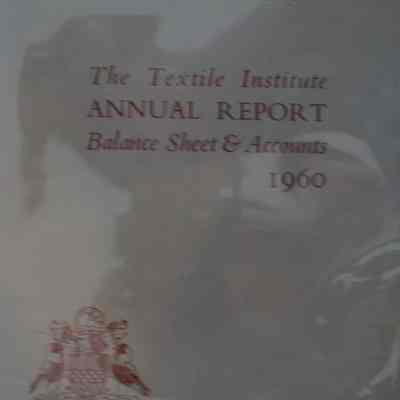 The Textile Institute
ANNUAL REPORT
Balance Sheet & Accounts
1960